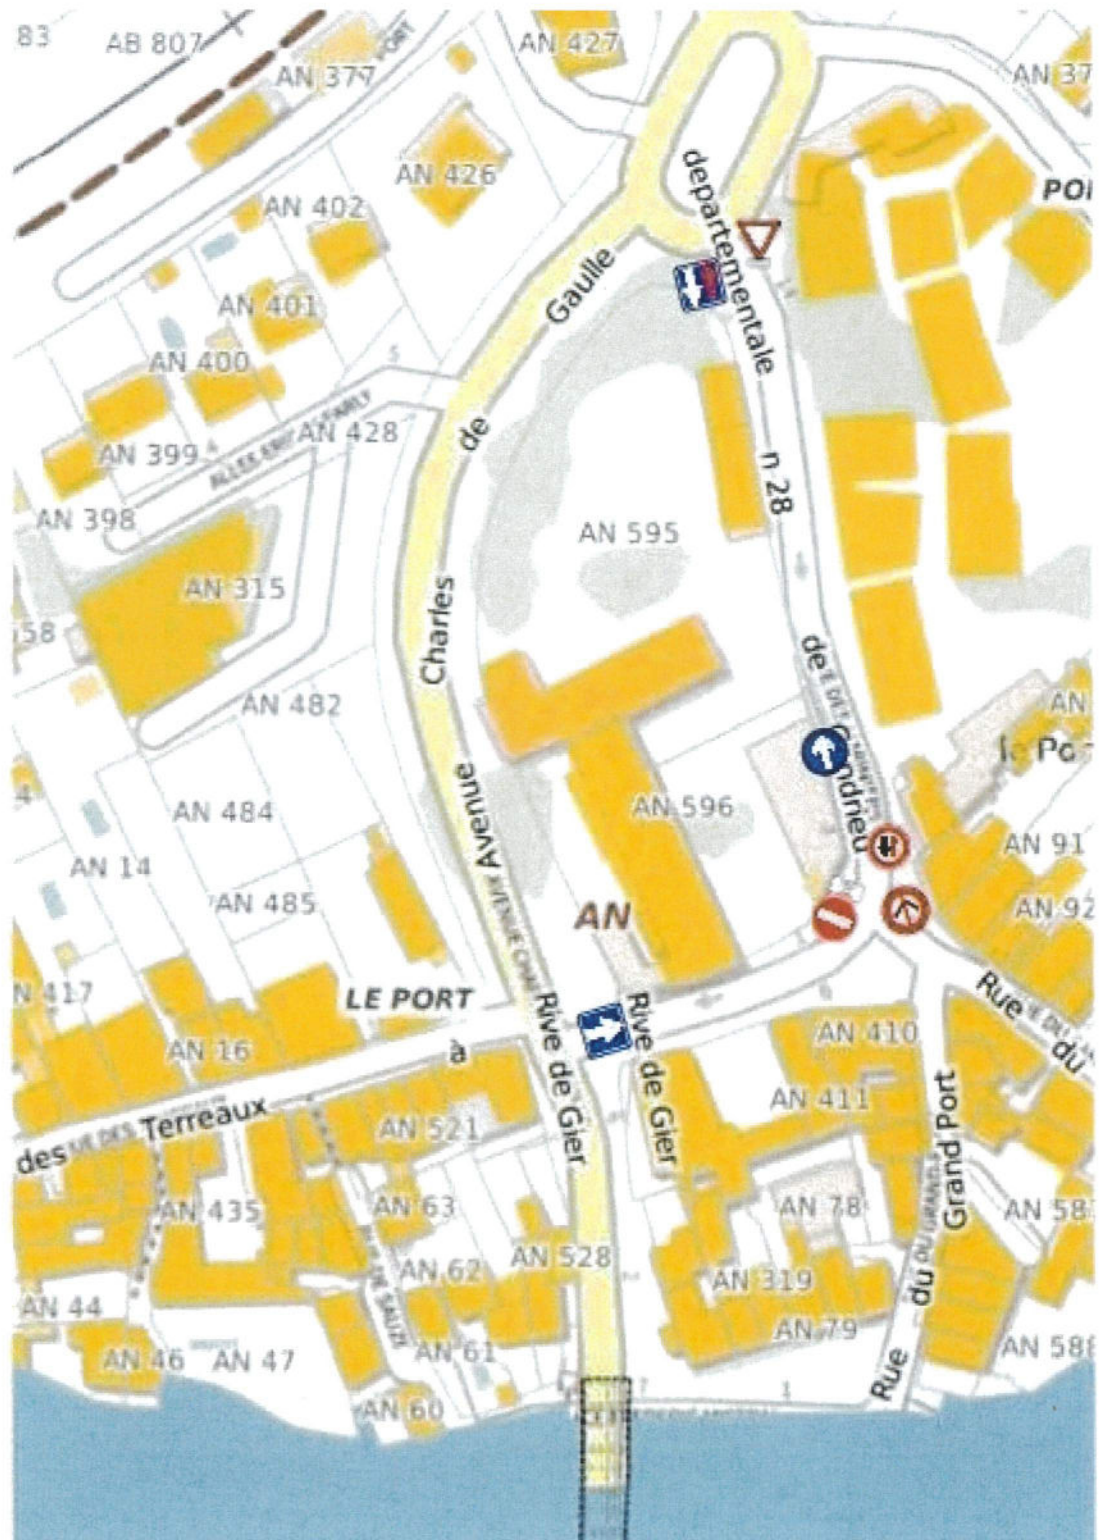 83
AB 807
AN 377
AN 427
AN 37
AN 426
departementale
POI
AN 402
Gaulle
AN 401
AN 400
de
AN 428
AN 399
n 28
AN 398
AN 595
AN 315
58
Charles
de
AN 482
AN
le Po
Condrieu
AN 484
Avenue
AN 596
AN 14
AN 91
AN 485
AN 92
AN
N 417
LE PORT
Rive de Gier
Rive de Gier
Rue
du
AN 16
à
AN 410
AN 411
des
RUE DES
Terreaux
AN 521
Grand Port
AN 435
AN 63
AN 78
AN 58
AN 528
AN 62
AN 319
du
AN 44
AN 79
AN 46
AN 47
AN 61
AN 588
Rue
AN 60